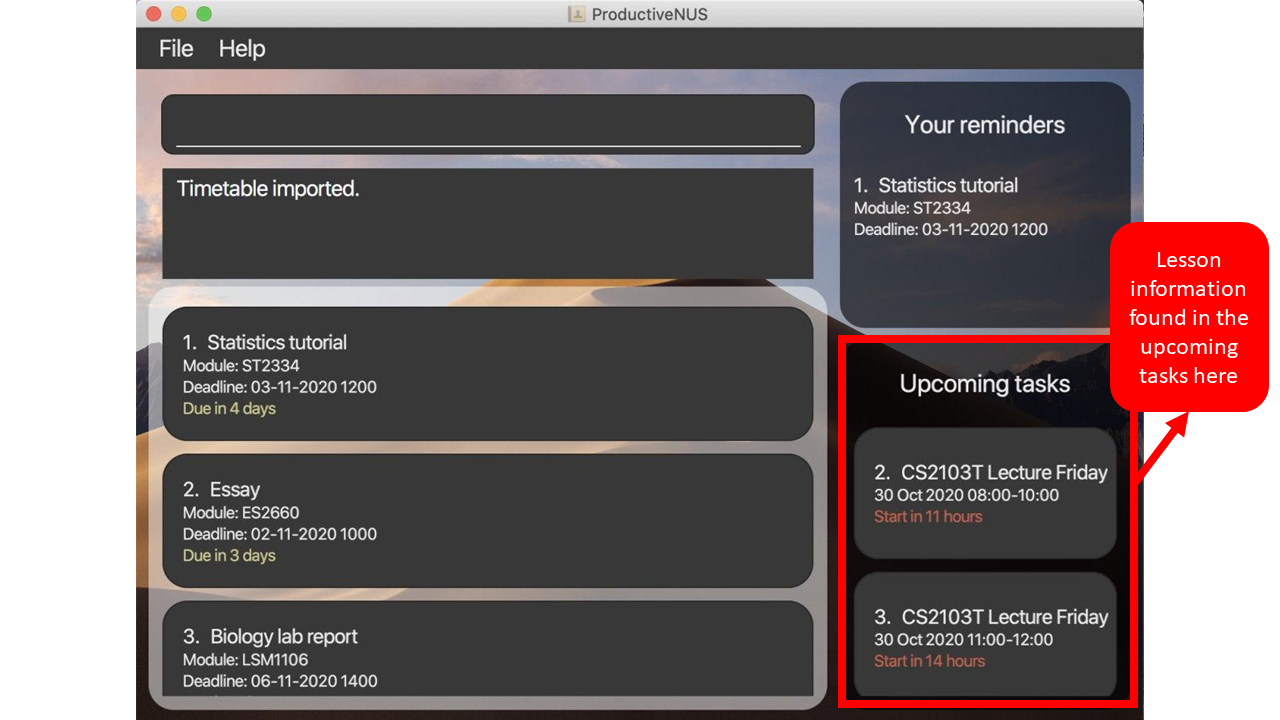 ProductiveNUS
File Help
Timetable imported.
1. Statistics tutorial
Module: ST2334
Deadline: 03-11-2020 1200
Due in 4 days
2. Essay
Module: ES2660
Deadline: 02-11-2020 1000
Due in 3 days
3. Biology lab report
Module: LSM1106
Deadline: 06-11-2020 1400
Your reminders
1. Statistics tutorial
Module: ST2334
Deadline: 03-11-2020 1200
Upcoming tasks
2. CS2103T Lecture Friday
30 Oct 2020 08:00-10:00
Start in 11 hours
3. CS2103T Lecture Friday
30 Oct 2020 11:00-12:00
Start in 14 hours
Lesson
information
found in the
upcoming
tasks here